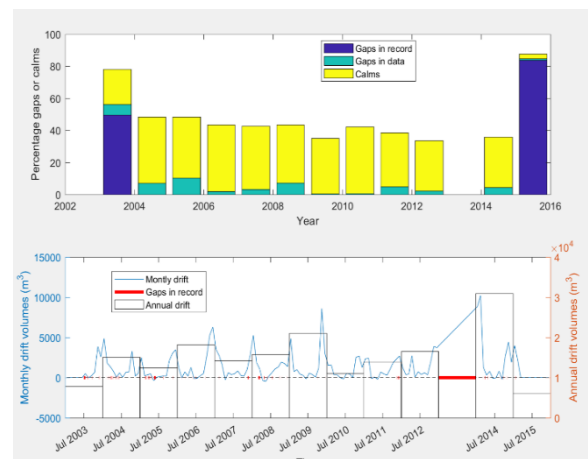 100
80
60
40
20
0
Percentage gaps or calms
Gaps in record
Gaps in data
Calms
2002 2004 2006 2008 2010 2012 2014 2016
Year
15000
10000
5000
0
-5000
Monthly drift volumes (m³)
Montly drift
Gaps in record
Annual drift
×10⁴
4
3
2
1
0
Annual drift volumes (m³)
Jul 2003 Jul 2004 Jul 2005 Jul 2006 Jul 2007 Jul 2008 Jul 2009 Jul 2010 Jul 2011 Jul 2012 Jul 2014 Jul 2015